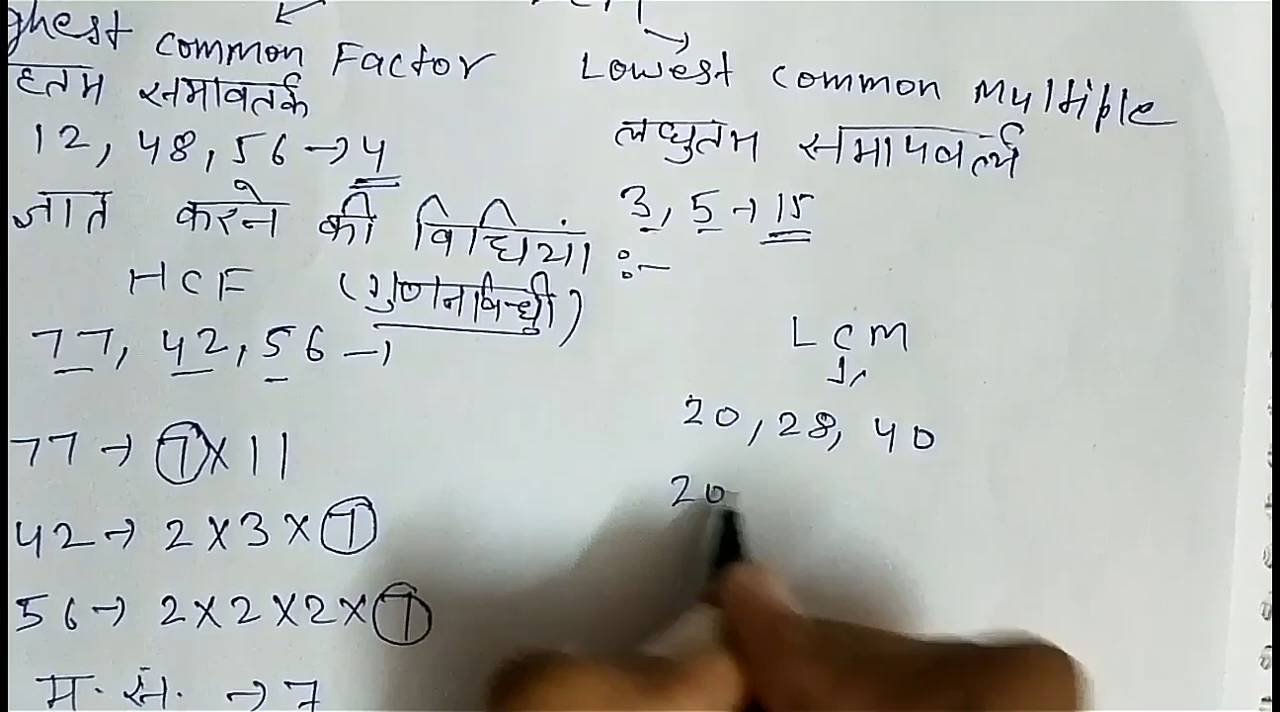 ghest common Factor
हतम समावर्तक
12, 48, 56 → 4
ज्ञात करने की विधियां :-
HCF (गुणनविधी)
77, 42, 56 →
77 → 7 × 11
42 → 2 × 3 × 7
56 → 2 × 2 × 2 × 7
म. स. → 7
Lowest common Multiple
लघुतम समापवर्त्य
3, 5 → 15
LCM
20, 28, 40
20